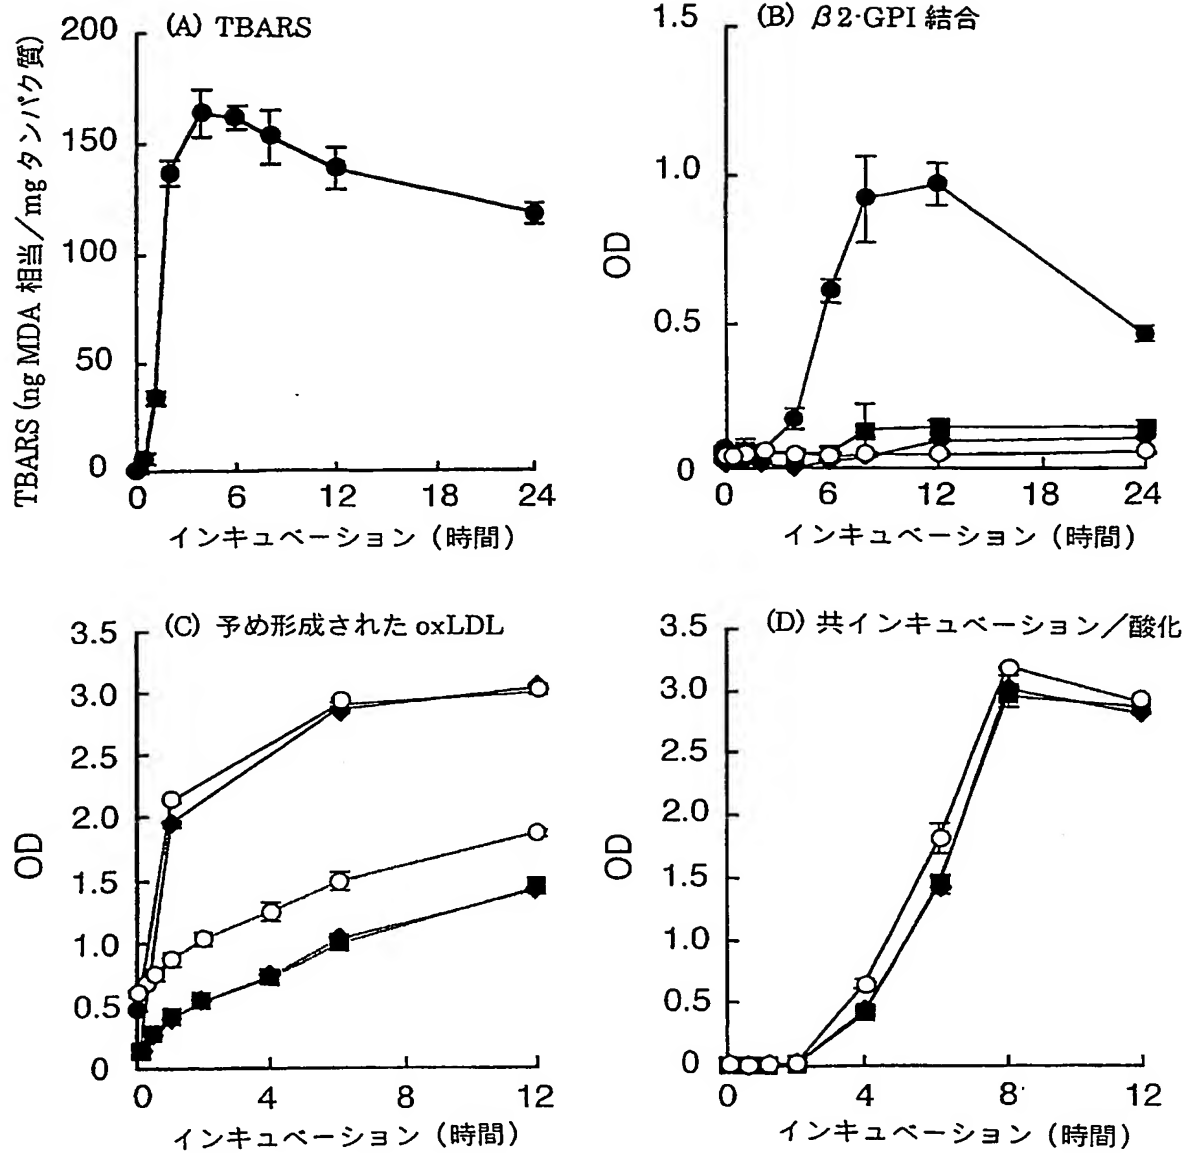 (A) TBARS
TBARS (ng MDA 相当／mg タンパク質)
200
150
100
50
0
0 6 12 18 24
インキュベーション (時間)
(B) β2-GPI 結合
OD
1.5
1.0
0.5
0
0 6 12 18 24
インキュベーション (時間)
(C) 予め形成された oxLDL
OD
3.5
3.0
2.5
2.0
1.5
1.0
0.5
0
0 4 8 12
インキュベーション (時間)
(D) 共インキュベーション／酸化
OD
3.5
3.0
2.5
2.0
1.5
1.0
0.5
0
0 4 8 12
インキュベーション (時間)